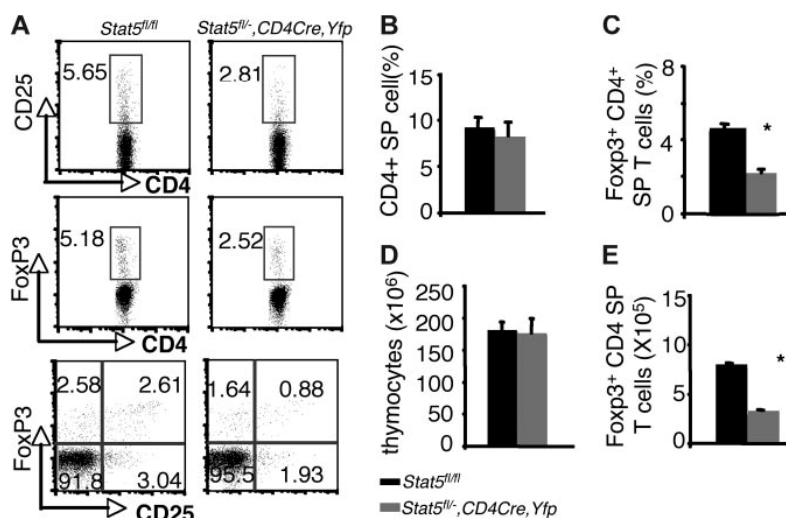 A
Stat5fl/fl
Stat5fl/-,CD4Cre,Yfp
5.65
2.81
CD25
CD4
5.18
2.52
FoxP3
CD4
2.58
2.61
1.64
0.88
FoxP3
91.8
3.04
95.5
1.93
CD25
B
CD4+ SP cell(%)
15
10
5
0
C
Foxp3+ CD4+
SP T cells (%)
8
4
0
*
D
thymocytes (x106)
250
200
150
100
50
0
E
Foxp3+ CD4 SP
T cells (X105)
15
10
5
0
*
Stat5fl/fl
Stat5fl/-,CD4Cre,Yfp